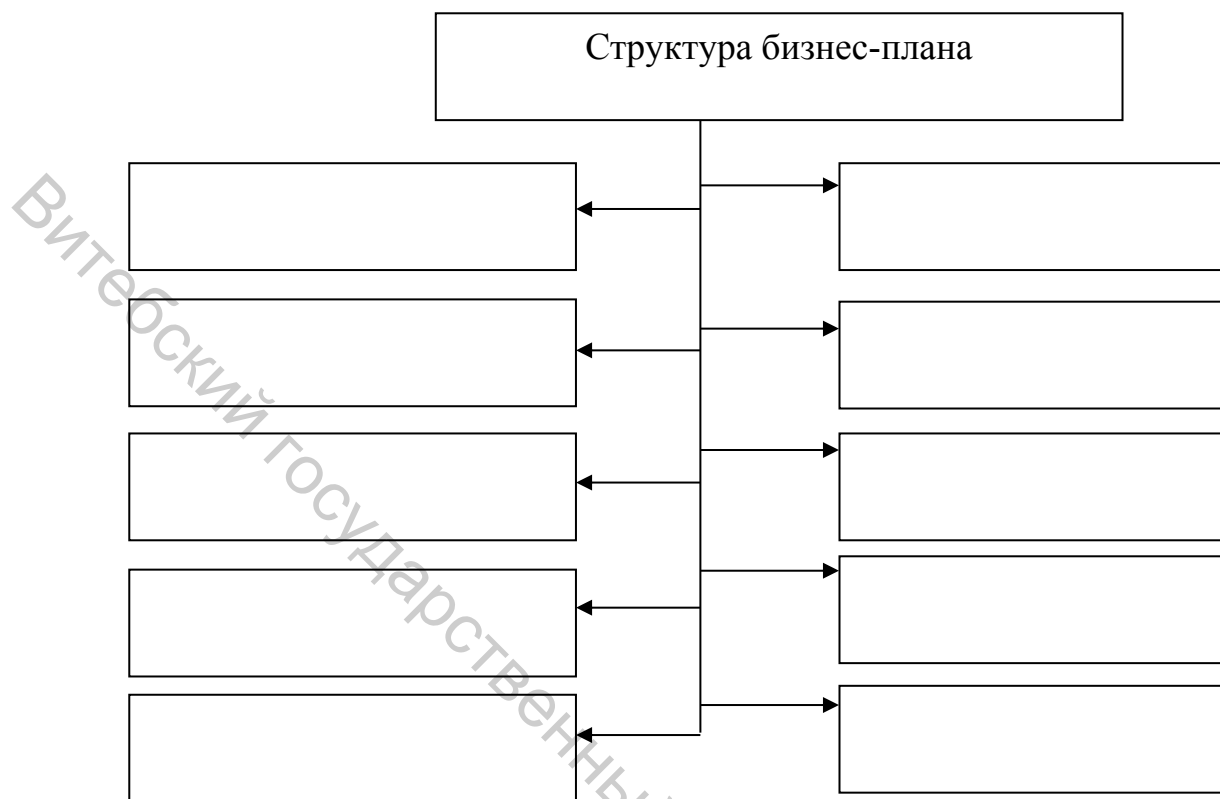 Структура бизнес-плана
Витебский государственны